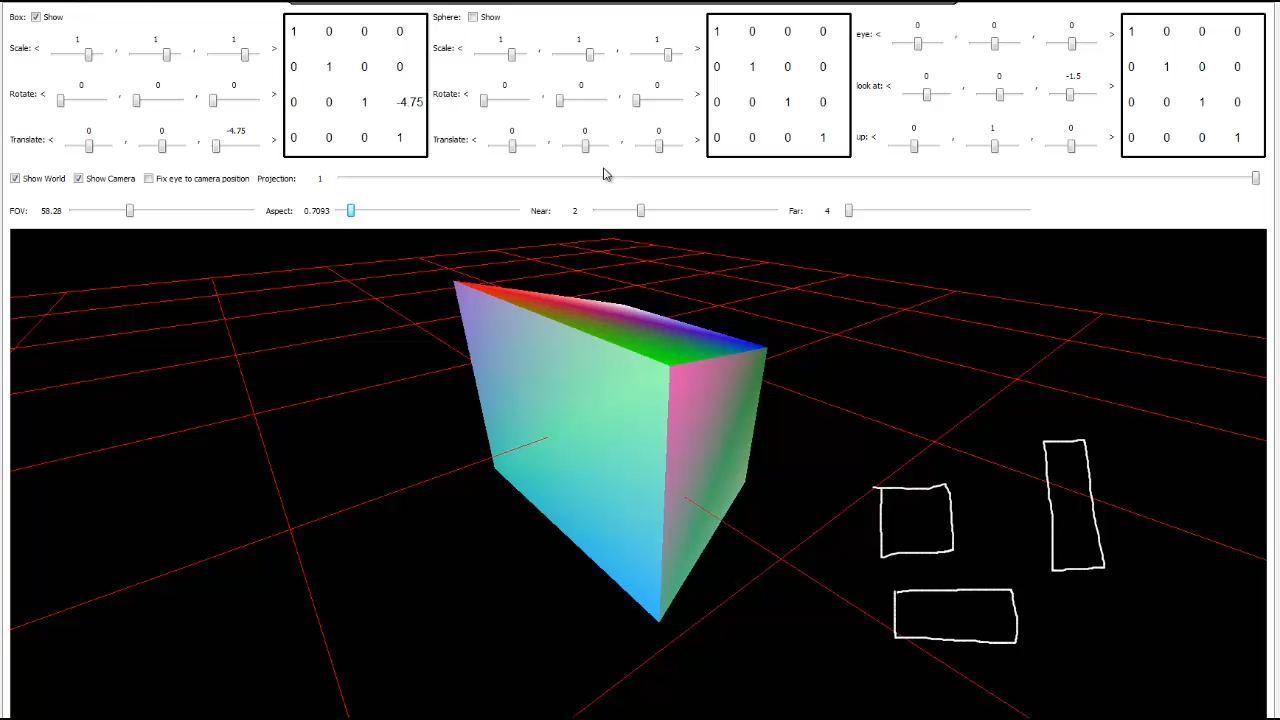 Box: Show
1 1 1
Scale: < , , >
0 0 0
Rotate: < , , >
0 0 -4.75
Translate: < , , >
1 0 0 0
0 1 0 0
0 0 1 -4.75
0 0 0 1
Sphere: Show
1 1 1
Scale: < , , >
0 0 0
Rotate: < , , >
0 0 0
Translate: < , , >
1 0 0 0
0 1 0 0
0 0 1 0
0 0 0 1
0 0 0
eye: < , , >
0 0 -1.5
look at: < , , >
0 1 0
up: < , , >
1 0 0 0
0 1 0 0
0 0 1 0
0 0 0 1
Show World Show Camera Fix eye to camera position Projection: 1
FOV: 58.28 Aspect: 0.7093 Near: 2 Far: 4